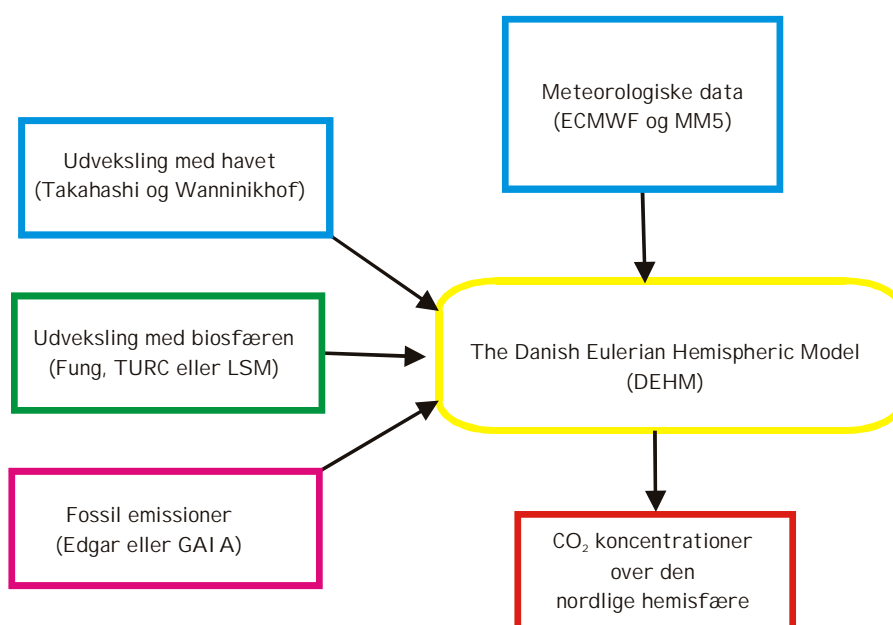 Meteorologiske data
(ECMWF og MM5)
Udveksling med havet
(Takahashi og Wanninikhof)
Udveksling med biosfæren
(Fung, TURC eller LSM)
The Danish Eulerian Hemispheric Model
(DEHM)
Fossil emissioner
(Edgar eller GAIA)
CO₂ koncentrationer
over den
nordlige hemisfære